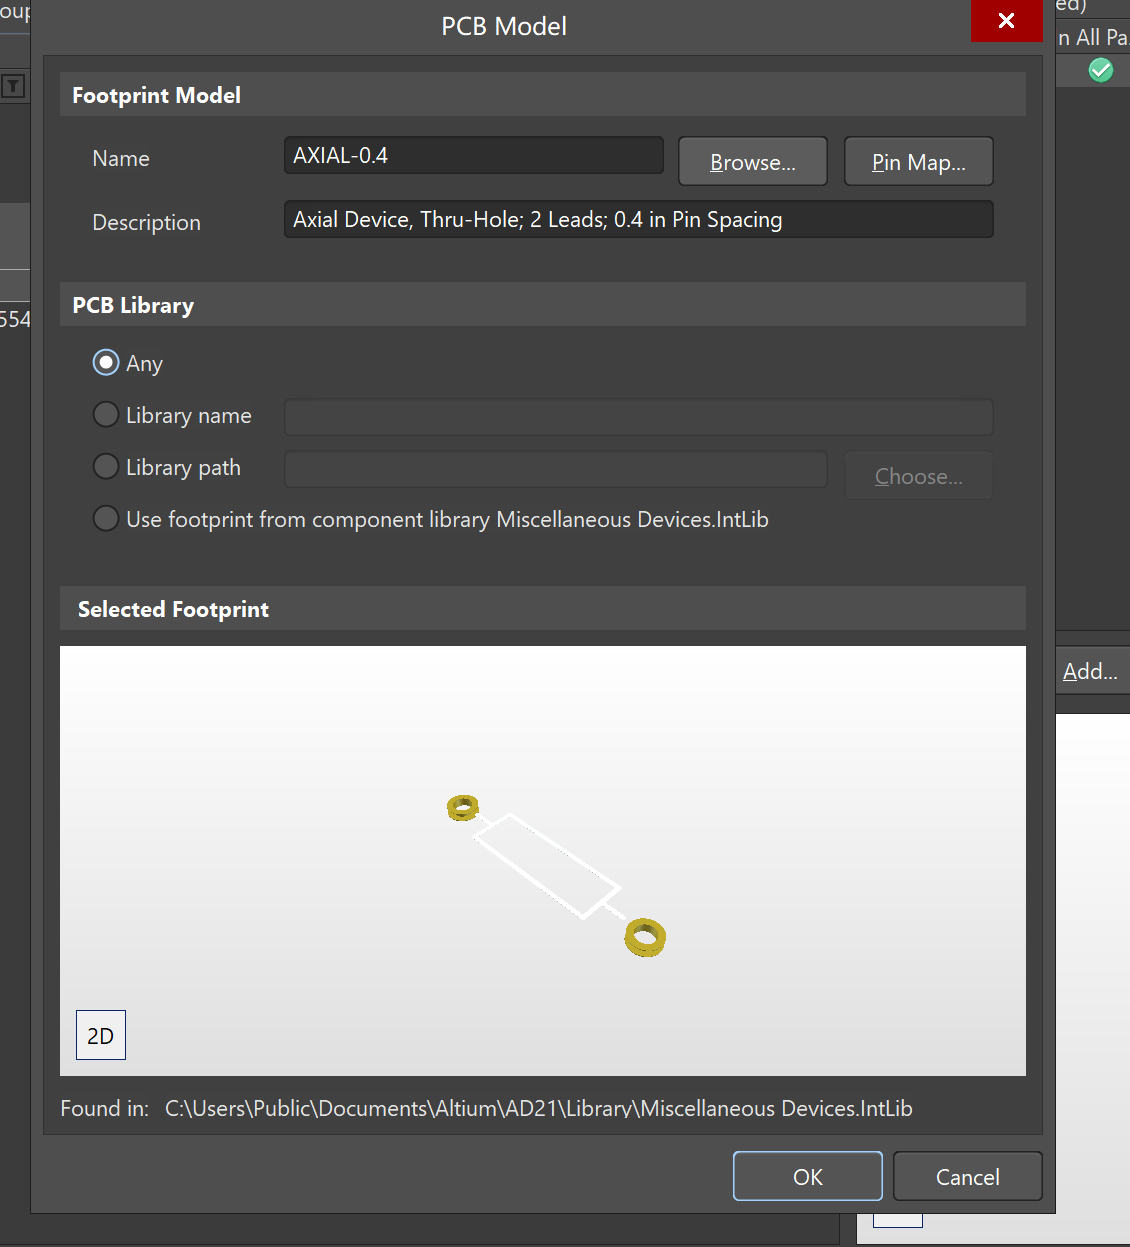 PCB Model
Footprint Model
Name
AXIAL-0.4
Browse...
Pin Map...
Description
Axial Device, Thru-Hole; 2 Leads; 0.4 in Pin Spacing
PCB Library
Any
Library name
Library path
Choose...
Use footprint from component library Miscellaneous Devices.IntLib
Selected Footprint
2D
Found in: C:\Users\Public\Documents\Altium\AD21\Library\Miscellaneous Devices.IntLib
OK
Cancel
554
n All Pa
Add...